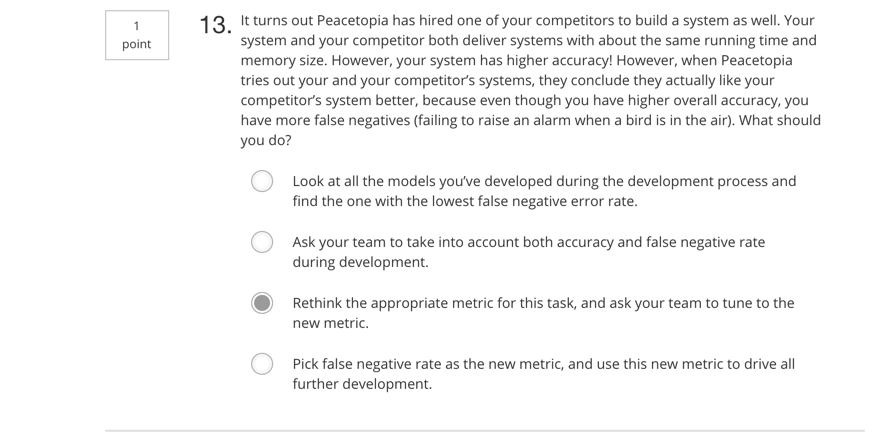 1
point
13.
It turns out Peacetopia has hired one of your competitors to build a system as well. Your
system and your competitor both deliver systems with about the same running time and
memory size. However, your system has higher accuracy! However, when Peacetopia
tries out your and your competitor’s systems, they conclude they actually like your
competitor’s system better, because even though you have higher overall accuracy, you
have more false negatives (failing to raise an alarm when a bird is in the air). What should
you do?
Look at all the models you’ve developed during the development process and
find the one with the lowest false negative error rate.
Ask your team to take into account both accuracy and false negative rate
during development.
Rethink the appropriate metric for this task, and ask your team to tune to the
new metric.
Pick false negative rate as the new metric, and use this new metric to drive all
further development.